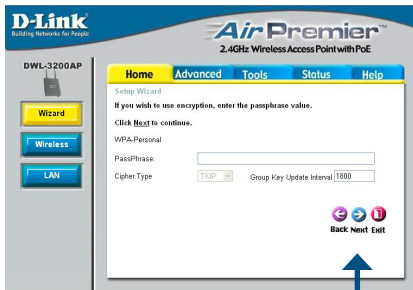 D-Link
Building Networks for People
Air Premier™
2.4GHz Wireless Access Point with PoE
DWL-3200AP
Home Advanced Tools Status Help
Wizard
Wireless
LAN
Setup Wizard
If you wish to use encryption, enter the passphrase value.
Click Next to continue.
WPA-Personal
PassPhrase:
Cipher Type TKIP Group Key Update Interval 1800
Back Next Exit